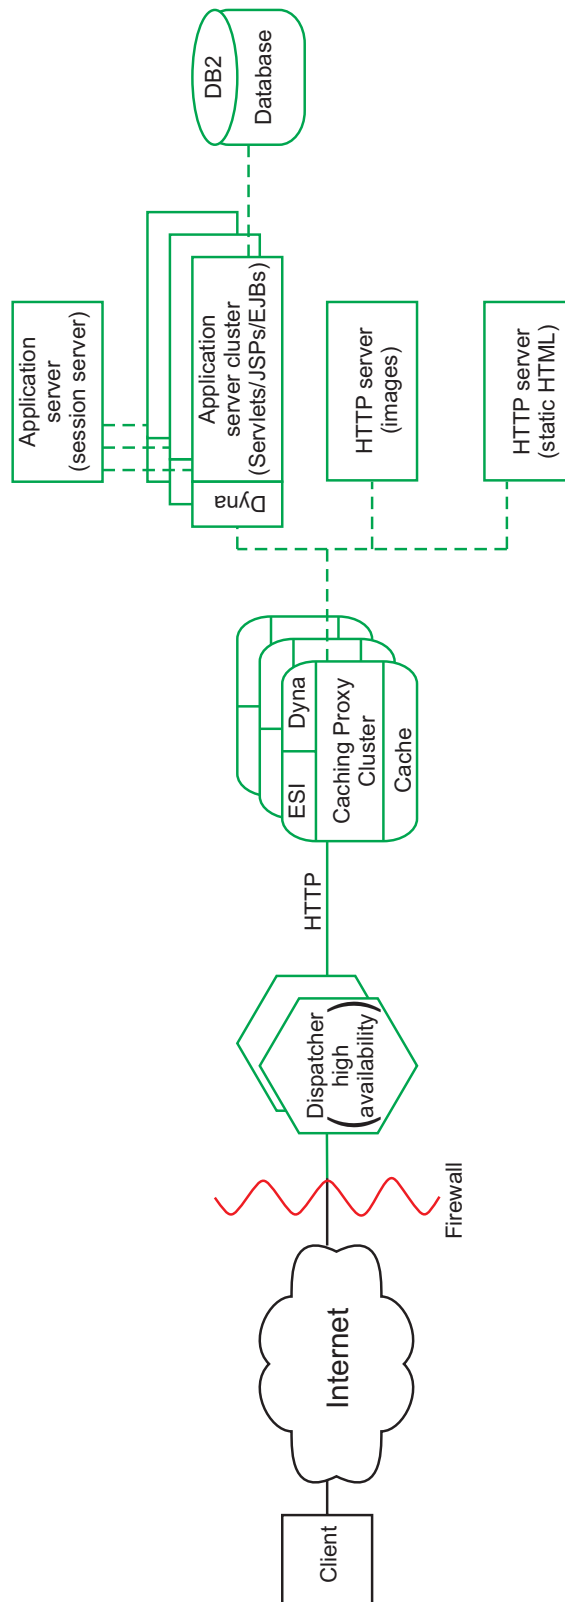 Client
Internet
Firewall
Dispatcher
(high
availability)
HTTP
ESI
Dyna
Caching Proxy
Cluster
Cache
Dyna
Application
server cluster
(Servlets/JSPs/EJBs)
Application
server
(session server)
HTTP server
(images)
HTTP server
(static HTML)
DB2
Database